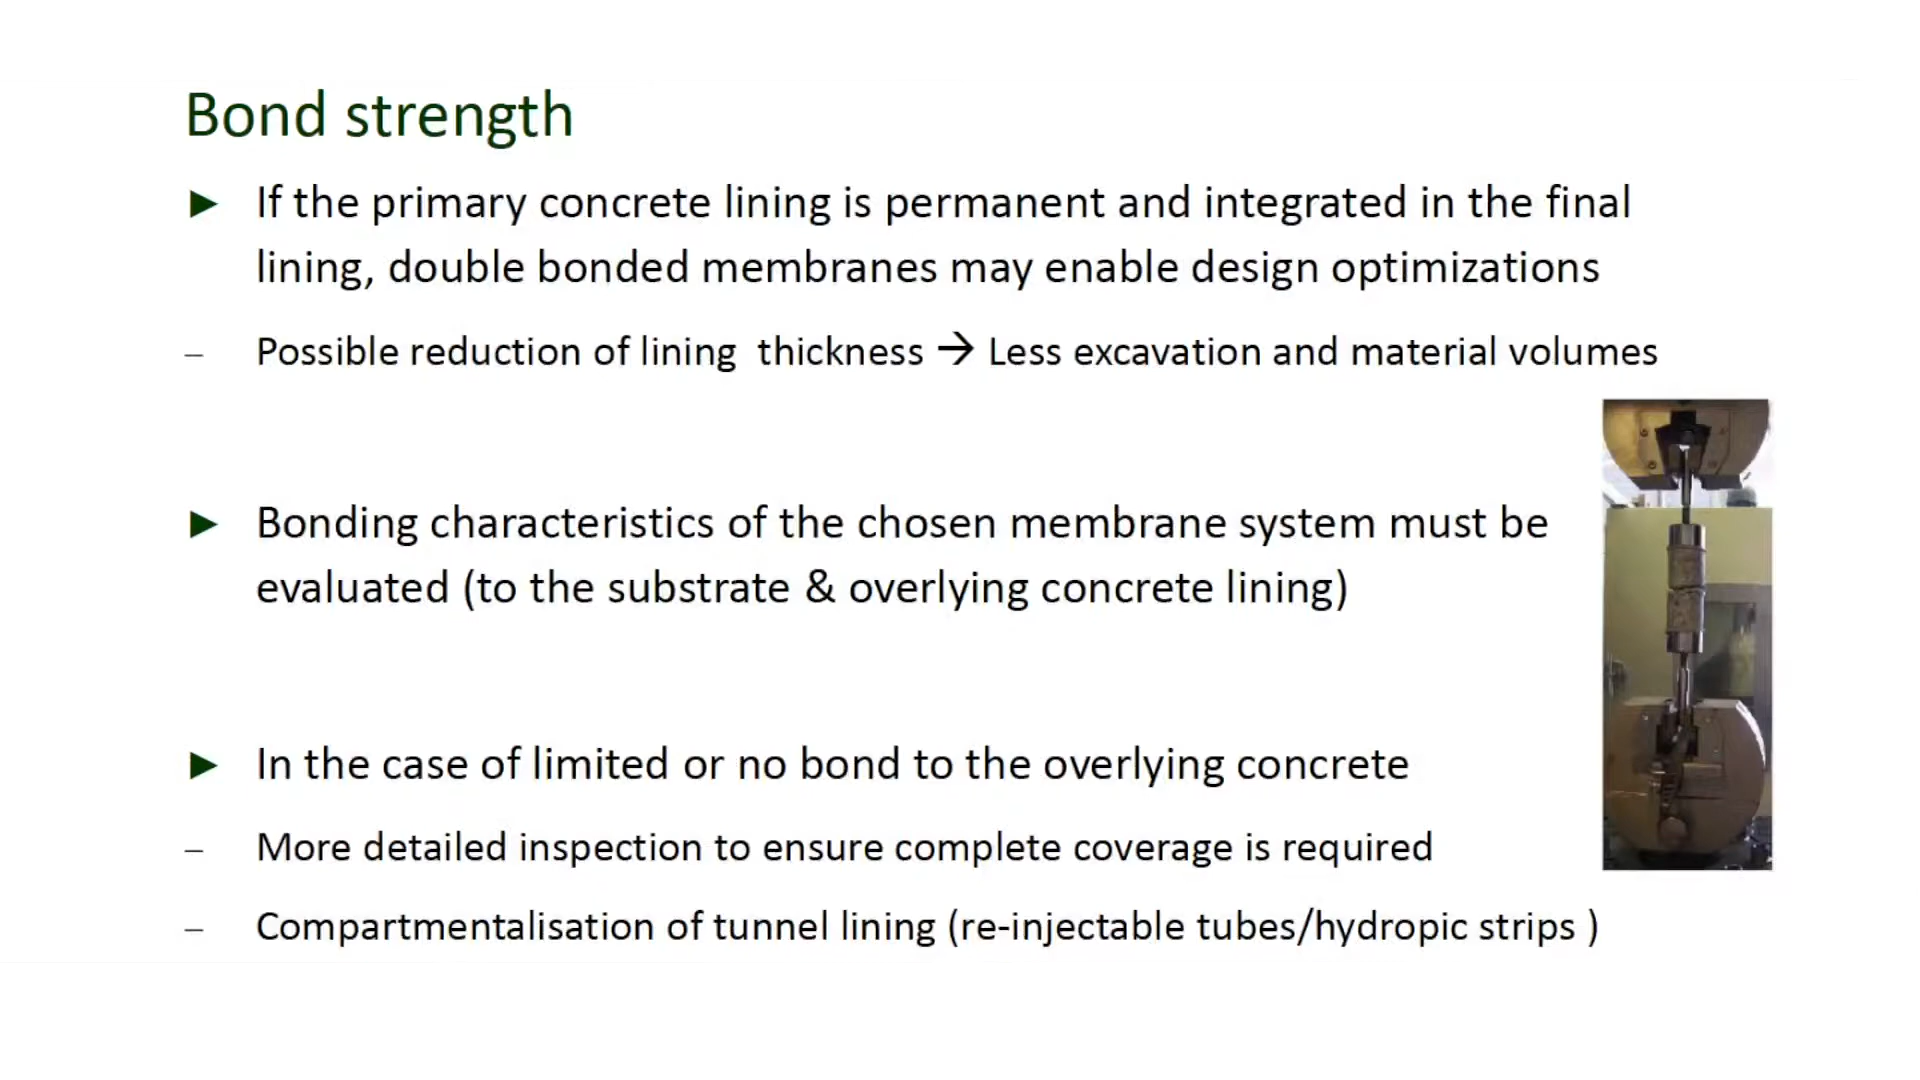 Bond strength
► If the primary concrete lining is permanent and integrated in the final
lining, double bonded membranes may enable design optimizations
– Possible reduction of lining thickness → Less excavation and material volumes
► Bonding characteristics of the chosen membrane system must be
evaluated (to the substrate & overlying concrete lining)
► In the case of limited or no bond to the overlying concrete
– More detailed inspection to ensure complete coverage is required
– Compartmentalisation of tunnel lining (re-injectable tubes/hydropic strips )